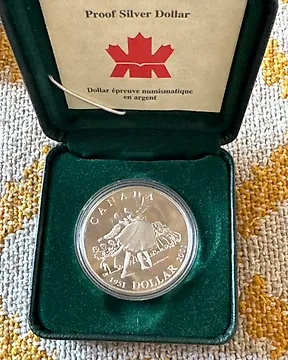 Proof Silver Dollar
Dollar épreuve numismatique
en argent
CANADA
1951 DOLLAR 2001